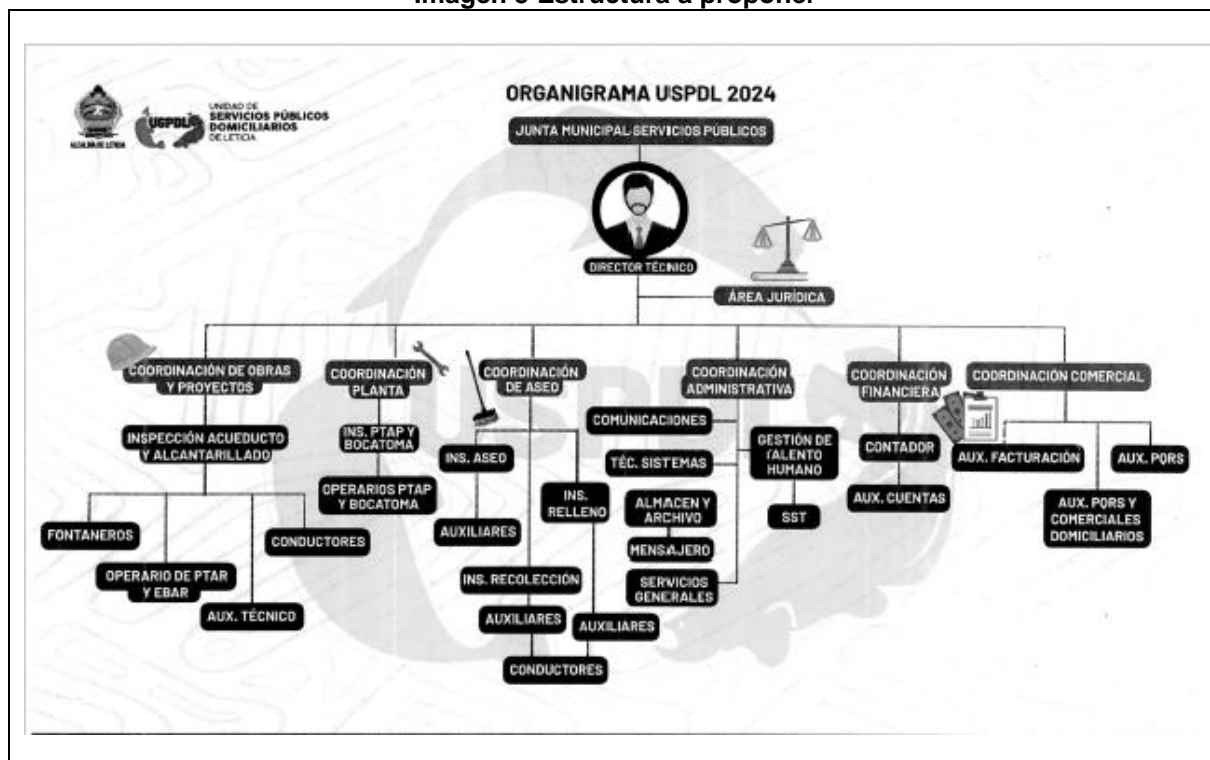 ORGANIGRAMA USPDL 2024
ALCALDÍA DE LETICIA
USPDL
UNIDAD DE
SERVICIOS PÚBLICOS
DOMICILIARIOS
DE LETICIA
JUNTA MUNICIPAL SERVICIOS PÚBLICOS
DIRECTOR TÉCNICO
ÁREA JURÍDICA
COORDINACIÓN DE OBRAS
Y PROYECTOS
INSPECCIÓN ACUEDUCTO
Y ALCANTARILLADO
FONTANEROS
OPERARIO DE PTAR
Y EBAR
AUX. TÉCNICO
CONDUCTORES
COORDINACIÓN
PLANTA
INS. PTAP Y
BOCATOMA
OPERARIOS PTAP
Y BOCATOMA
COORDINACIÓN
DE ASEO
INS. ASEO
AUXILIARES
INS. RECOLECCIÓN
AUXILIARES
INS.
RELLENO
AUXILIARES
CONDUCTORES
COORDINACIÓN
ADMINISTRATIVA
COMUNICACIONES
TÉC. SISTEMAS
ALMACEN Y
ARCHIVO
MENSAJERO
SERVICIOS
GENERALES
GESTIÓN DE
TALENTO
HUMANO
SST
COORDINACIÓN
FINANCIERA
CONTADOR
AUX. CUENTAS
COORDINACIÓN COMERCIAL
AUX. FACTURACIÓN
AUX. PQRS Y
COMERCIALES
DOMICILIARIOS
AUX. PQRS
USPDL